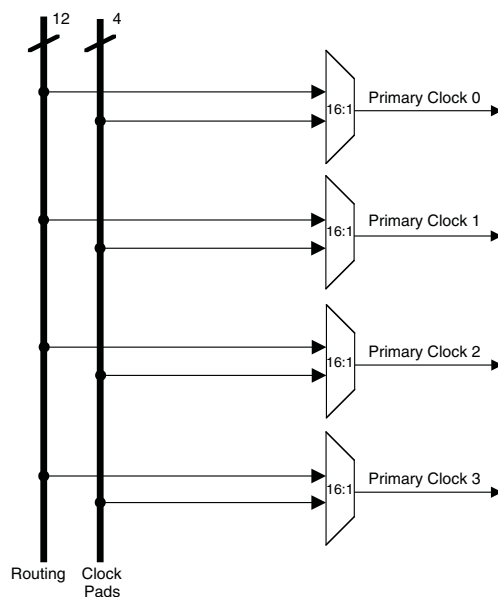 12
4
16:1
Primary Clock 0
16:1
Primary Clock 1
16:1
Primary Clock 2
16:1
Primary Clock 3
Routing
Clock
Pads